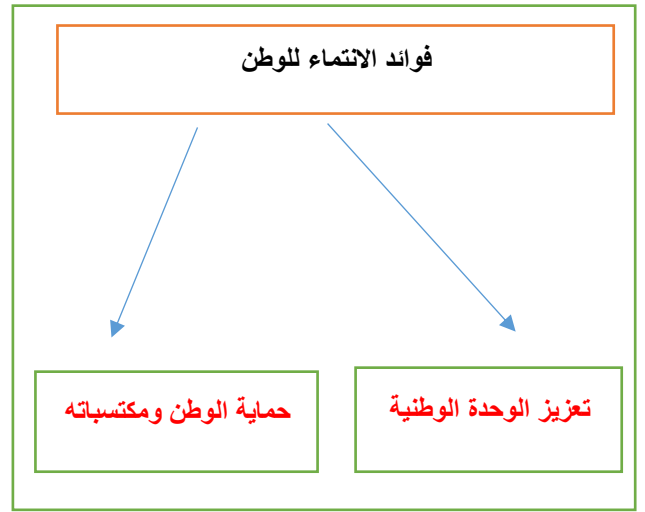 فوائد الانتماء للوطن
تعزيز الوحدة الوطنية
حماية الوطن ومكتسباته